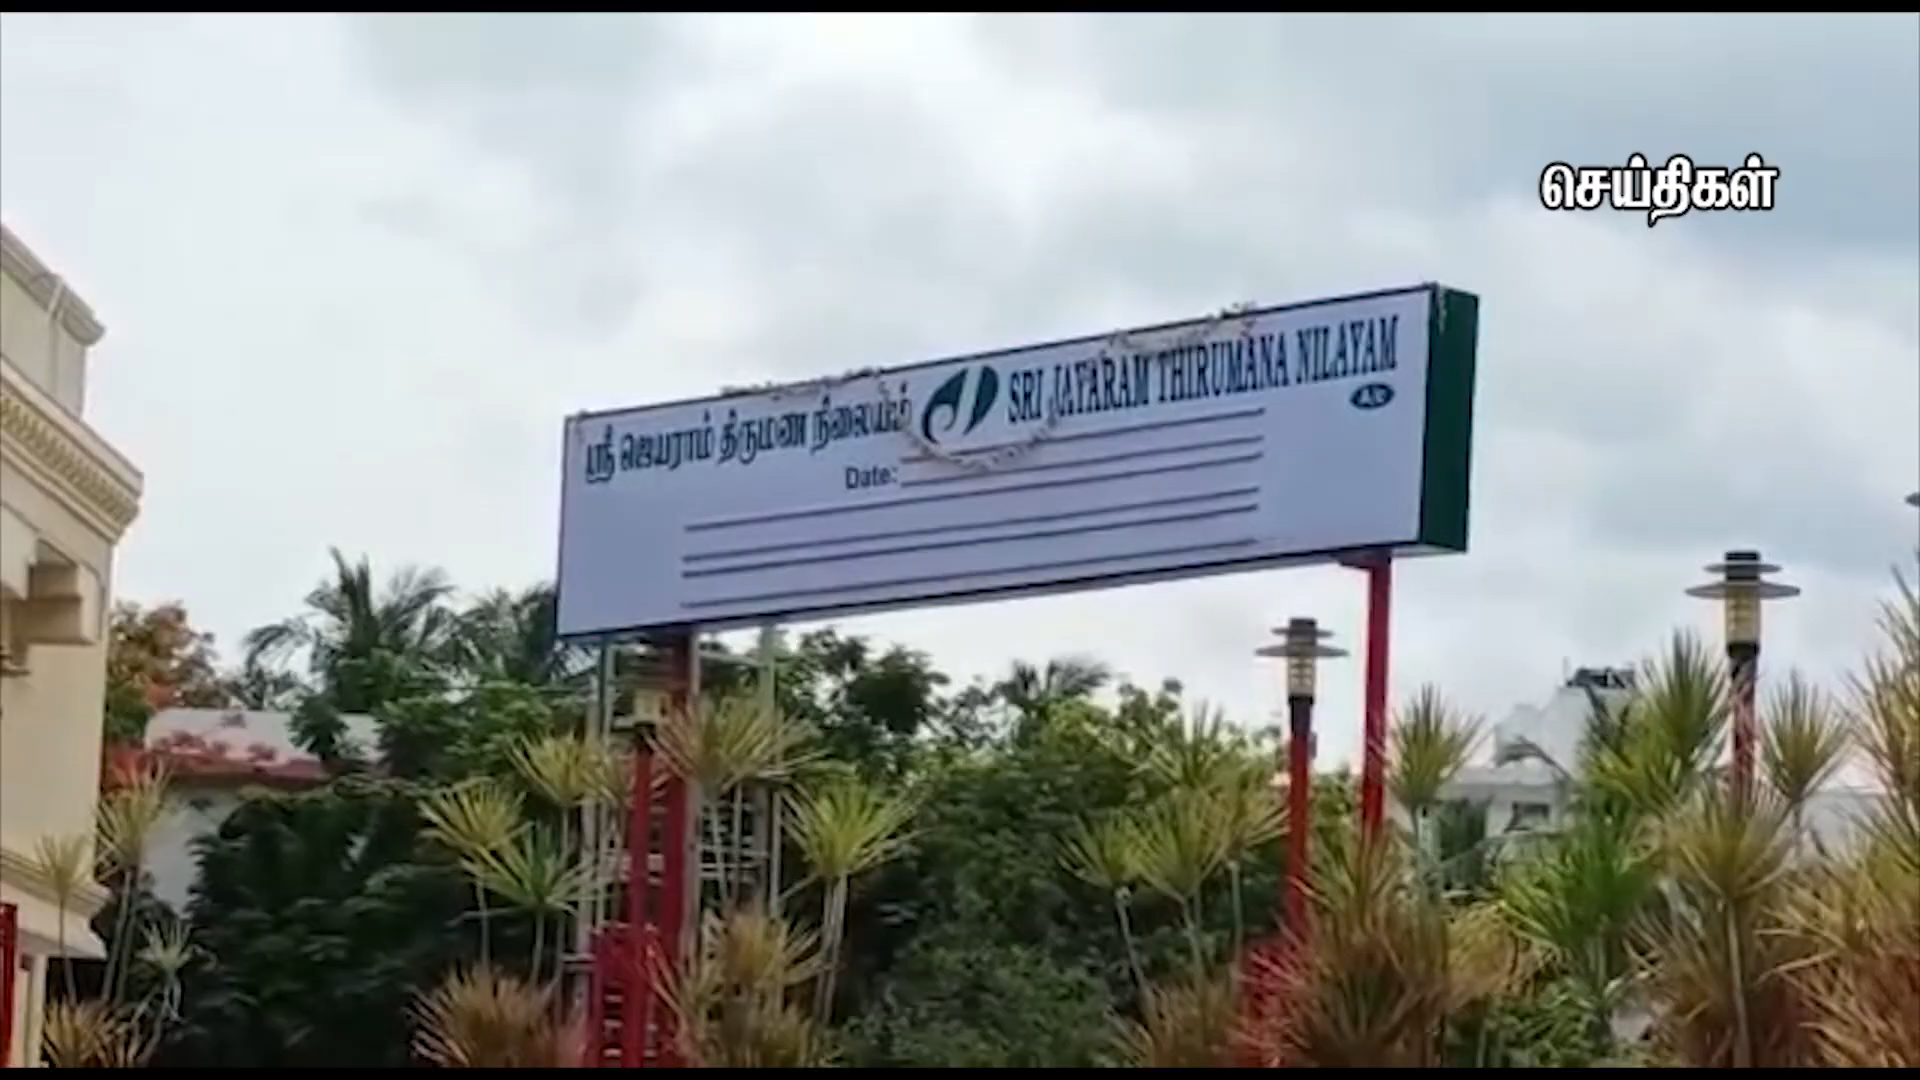 செய்திகள்
ஸ்ரீ ஜெயராம் திருமண நிலையம்
SRI JAYARAM THIRUMANA NILAYAM
Date: